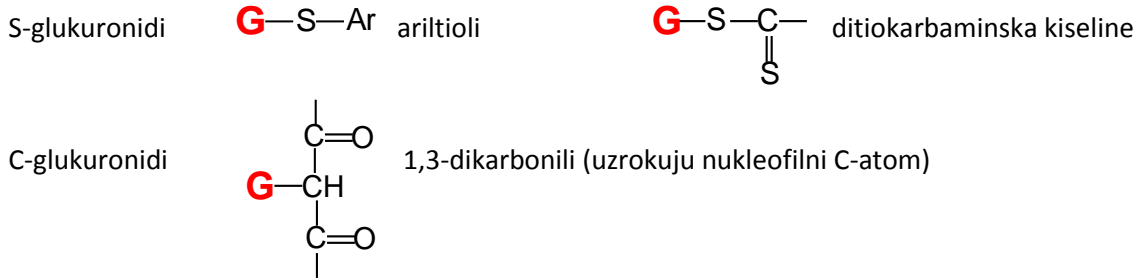 S-glukuronidi G—S—Ar ariltioli G—S—C— ditiokarbaminska kiseline
S
C=O
C-glukuronidi G—CH 1,3-dikarbonili (uzrokuju nukleofilni C-atom)
C=O